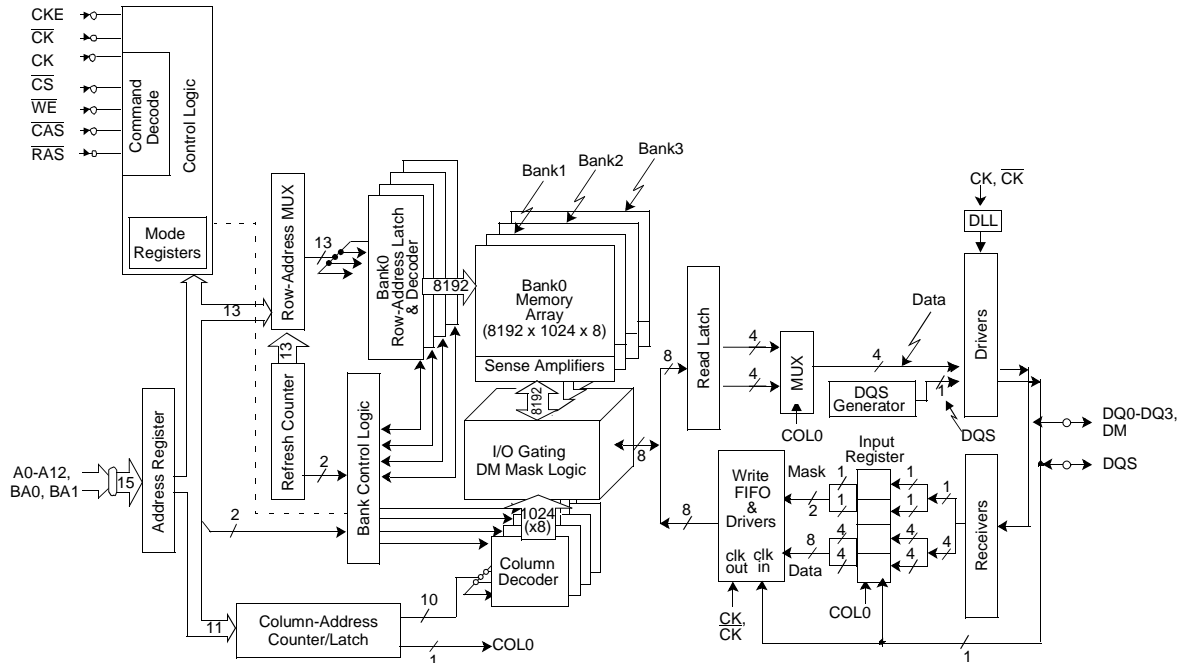 CKE
CK
CK
CS
WE
CAS
RAS
Command
Decode
Control Logic
Mode
Registers
Row-Address MUX
13
13
Refresh Counter
13
Bank0
Row-Address Latch
& Decoder
8192
Bank1
Bank2
Bank3
Bank0
Memory
Array
(8192 x 1024 x 8)
Sense Amplifiers
8192
I/O Gating
DM Mask Logic
8
A0-A12,
BA0, BA1
15
Address Register
2
2
Bank Control Logic
1024
(x8)
Column
Decoder
11
Column-Address
Counter/Latch
10
1
COL0
8
Read Latch
4
4
MUX
COL0
4
Data
DQS
Generator
1
DQS
CK, CK
DLL
Drivers
DQ0-DQ3,
DM
DQS
8
Write
FIFO
&
Drivers
clk
out
clk
in
CK,
CK
Mask
2
8
Data
Input
Register
1
1
4
4
1
1
4
4
1
4
COL0
Receivers
1